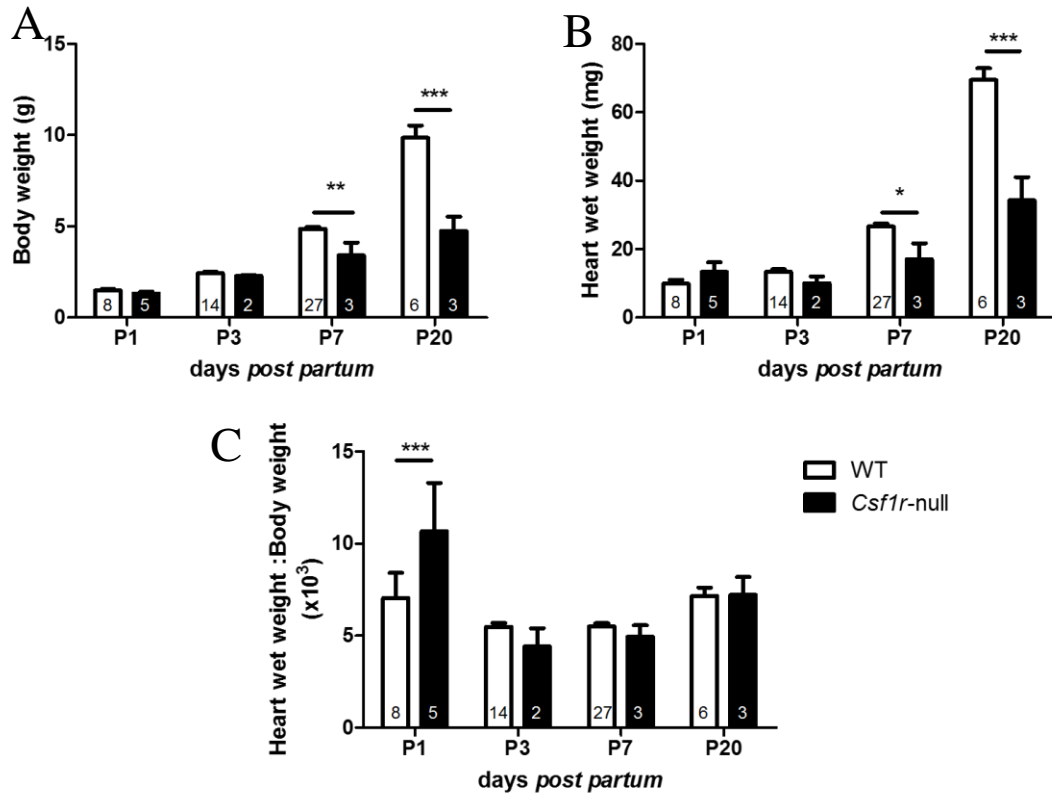 A
Body weight (g)
15
10
5
0
**
***
8
5
14
2
27
3
6
3
P1
P3
P7
P20
days post partum
B
Heart wet weight (mg)
80
60
40
20
0
*
***
8
5
14
2
27
3
6
3
P1
P3
P7
P20
days post partum
C
Heart wet weight :Body weight
(x10³)
15
10
5
0
***
8
5
14
2
27
3
6
3
P1
P3
P7
P20
days post partum
WT
Csf1r-null